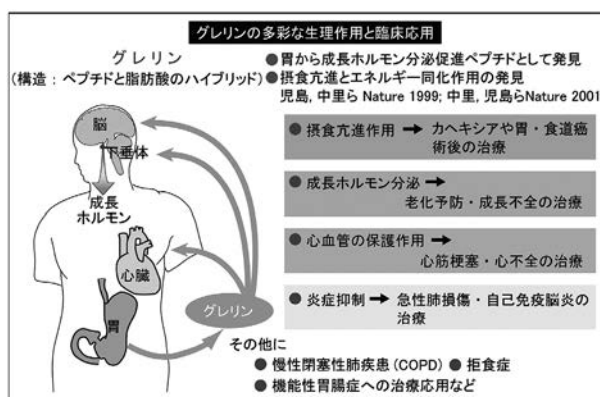 グレリンの多彩な生理作用と臨床応用
グレリン
(構造：ペプチドと脂肪酸のハイブリッド)
●胃から成長ホルモン分泌促進ペプチドとして発見
●摂食亢進とエネルギー同化作用の発見
児島, 中里ら Nature 1999; 中里, 児島らNature 2001
脳
下垂体
成長
ホルモン
心臓
胃
グレリン
●摂食亢進作用 → カヘキシアや胃・食道癌
術後の治療
●成長ホルモン分泌 →
老化予防・成長不全の治療
●心血管の保護作用 →
心筋梗塞・心不全の治療
●炎症抑制 → 急性肺損傷・自己免疫脳炎の
治療
その他に
●慢性閉塞性肺疾患(COPD) ●拒食症
●機能性胃腸症への治療応用など